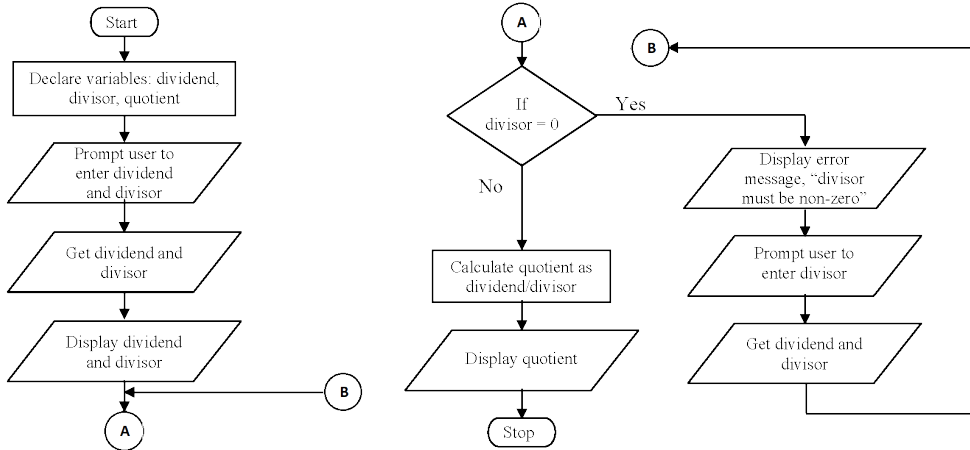 Start
Declare variables: dividend,
divisor, quotient
Prompt user to
enter dividend
and divisor
Get dividend and
divisor
Display dividend
and divisor
B
A
A
If
divisor = 0
Yes
No
Calculate quotient as
dividend/divisor
Display quotient
Stop
B
Display error
message, “divisor
must be non-zero”
Prompt user to
enter divisor
Get dividend and
divisor